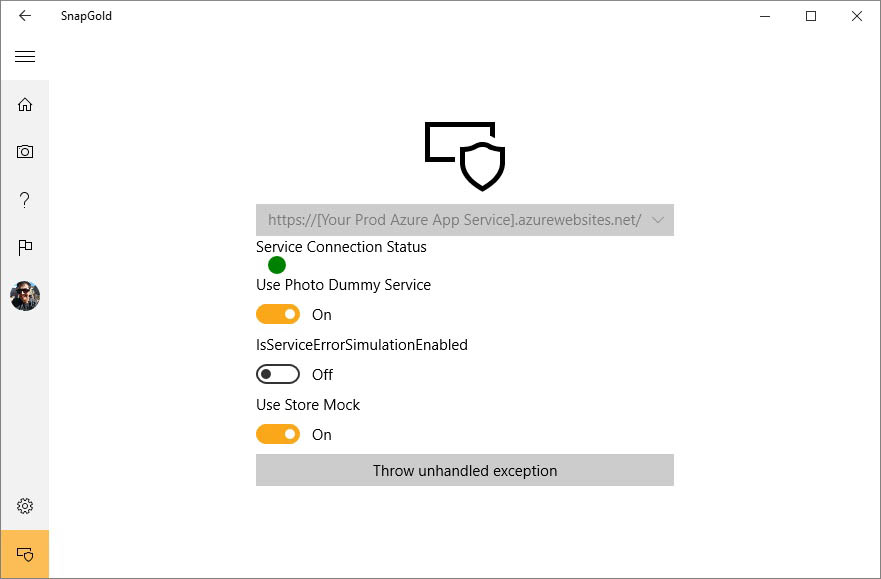 SnapGold
https://[Your Prod Azure App Service].azurewebsites.net/
Service Connection Status
Use Photo Dummy Service
On
IsServiceErrorSimulationEnabled
Off
Use Store Mock
On
Throw unhandled exception